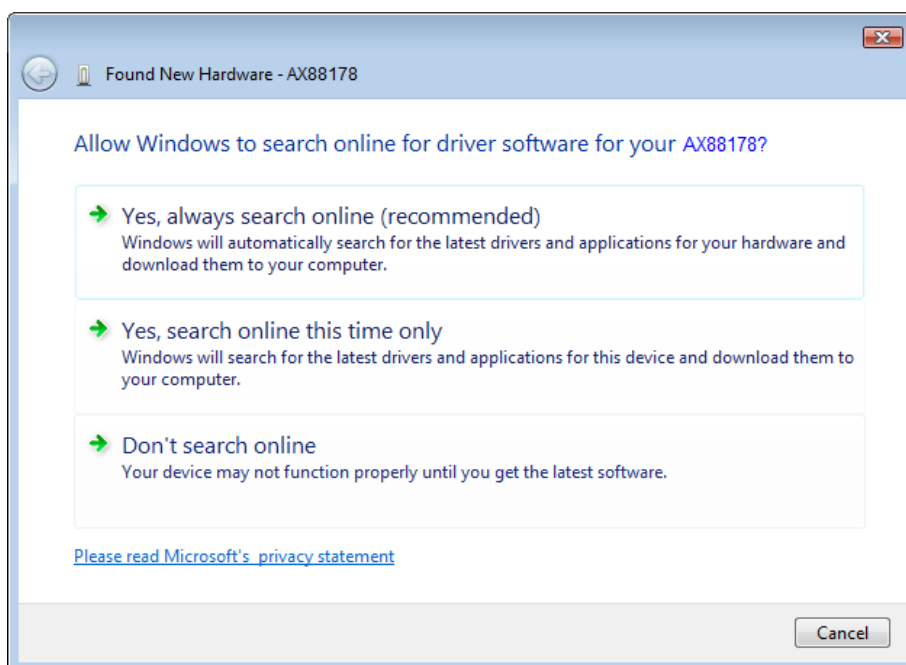 Found New Hardware - AX88178
Allow Windows to search online for driver software for your AX88178?
Yes, always search online (recommended)
Windows will automatically search for the latest drivers and applications for your hardware and
download them to your computer.
Yes, search online this time only
Windows will search for the latest drivers and applications for this device and download them to
your computer.
Don't search online
Your device may not function properly until you get the latest software.
Please read Microsoft's privacy statement
Cancel